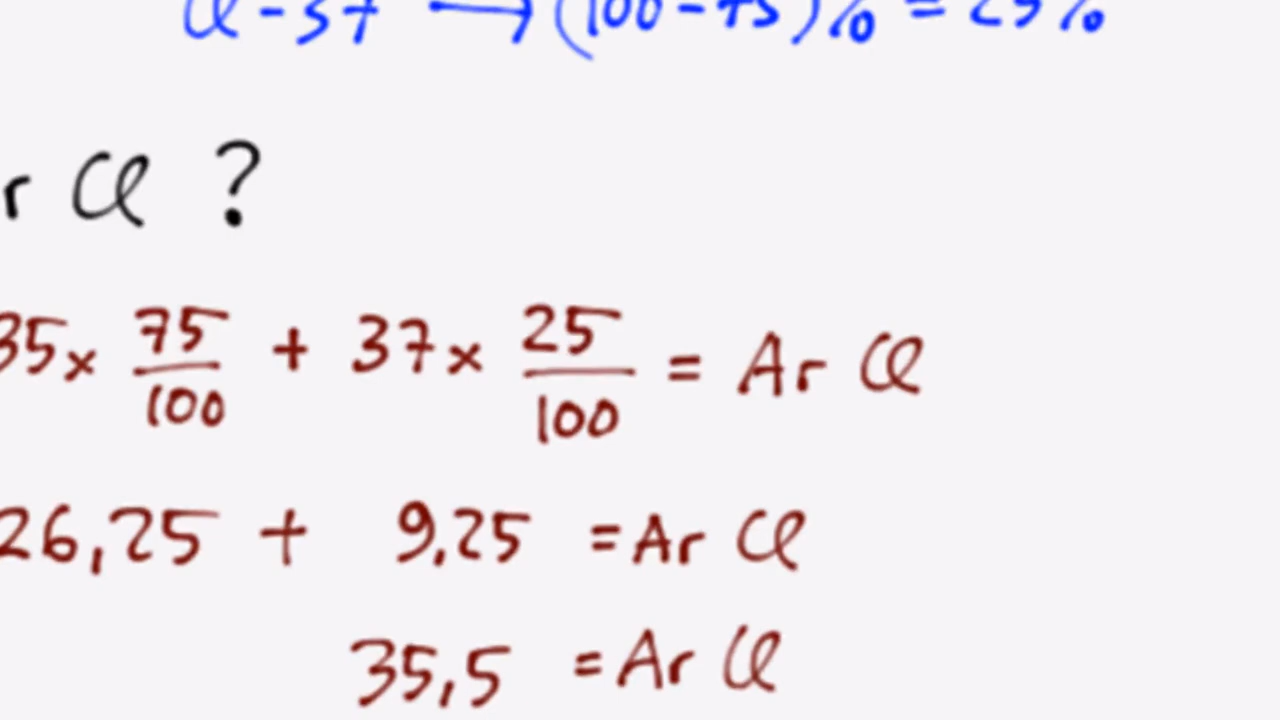 Cl-37 → (100-75)% = 25%
r Cl ?
35 x 75/100 + 37 x 25/100 = Ar Cl
26,25 + 9,25 = Ar Cl
35,5 = Ar Cl